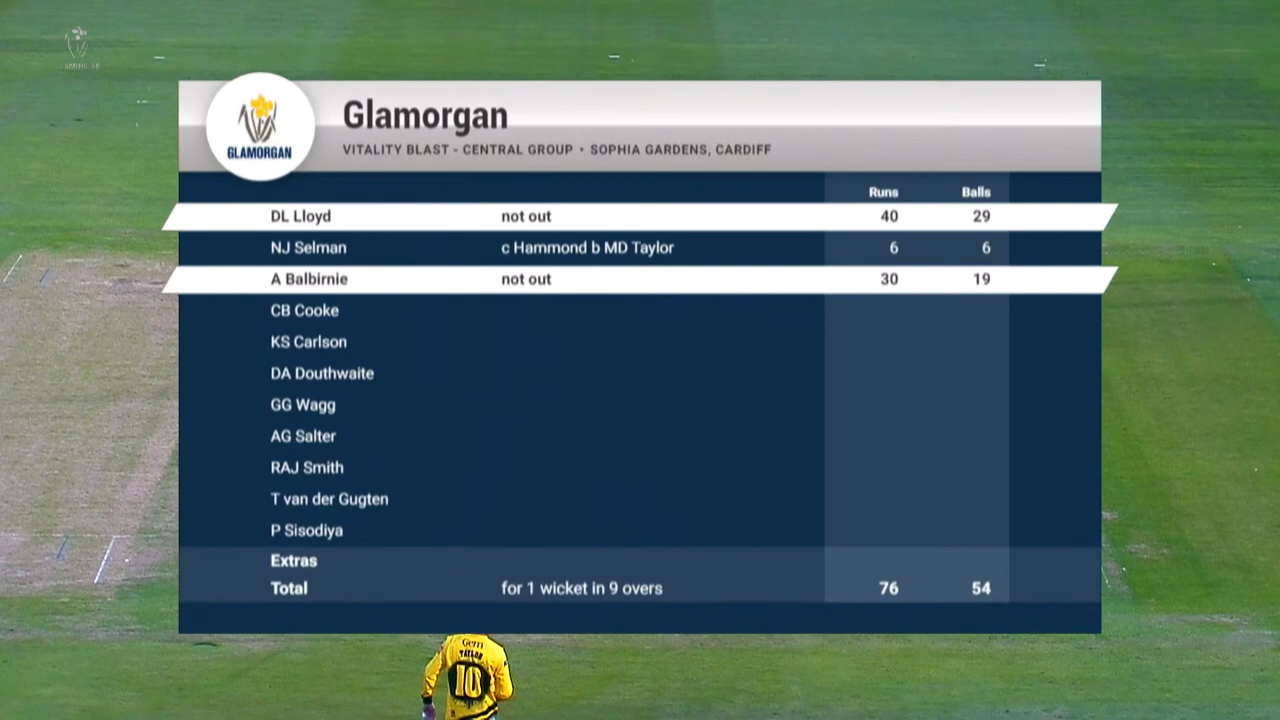 GLAMORGAN
Glamorgan
VITALITY BLAST - CENTRAL GROUP • SOPHIA GARDENS, CARDIFF
Runs Balls
DL Lloyd not out 40 29
NJ Selman c Hammond b MD Taylor 6 6
A Balbirnie not out 30 19
CB Cooke
KS Carlson
DA Douthwaite
GG Wagg
AG Salter
RAJ Smith
T van der Gugten
P Sisodiya
Extras
Total for 1 wicket in 9 overs 76 54
Gem
TAYLOR
10